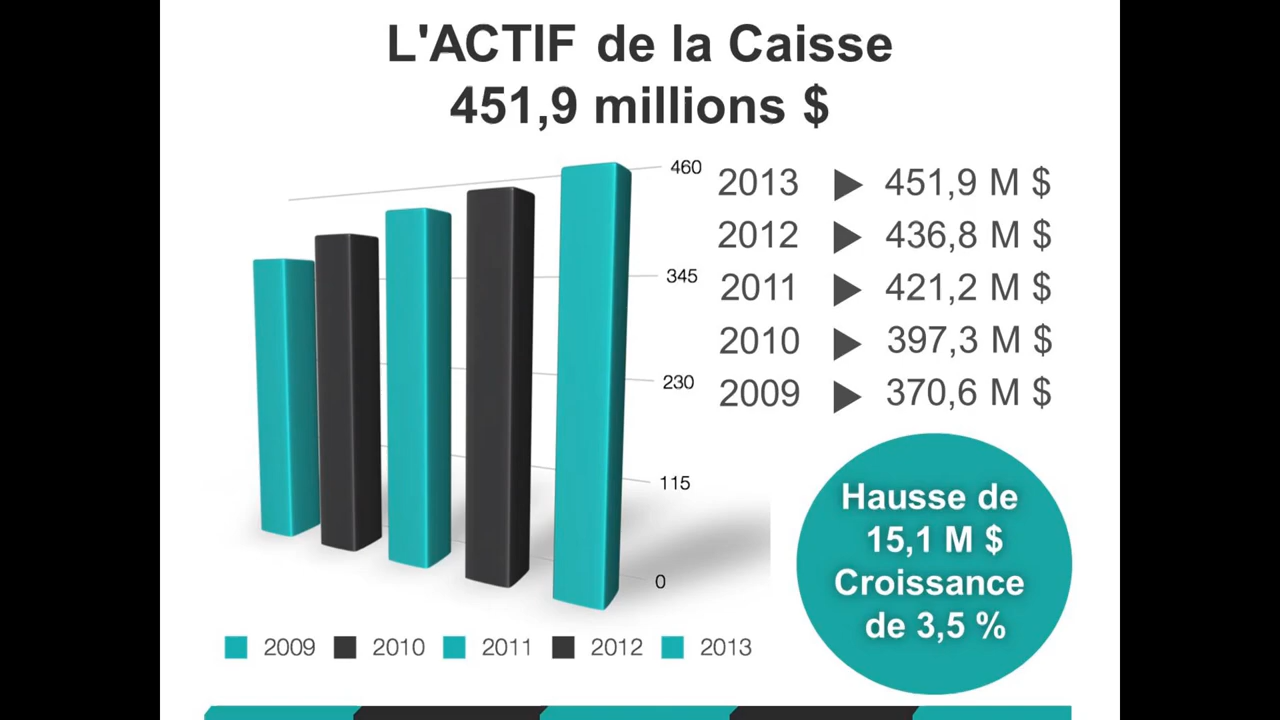 L'ACTIF de la Caisse
451,9 millions $
460
345
230
115
0
2013 ▶ 451,9 M $
2012 ▶ 436,8 M $
2011 ▶ 421,2 M $
2010 ▶ 397,3 M $
2009 ▶ 370,6 M $
Hausse de
15,1 M $
Croissance
de 3,5 %
2009 2010 2011 2012 2013